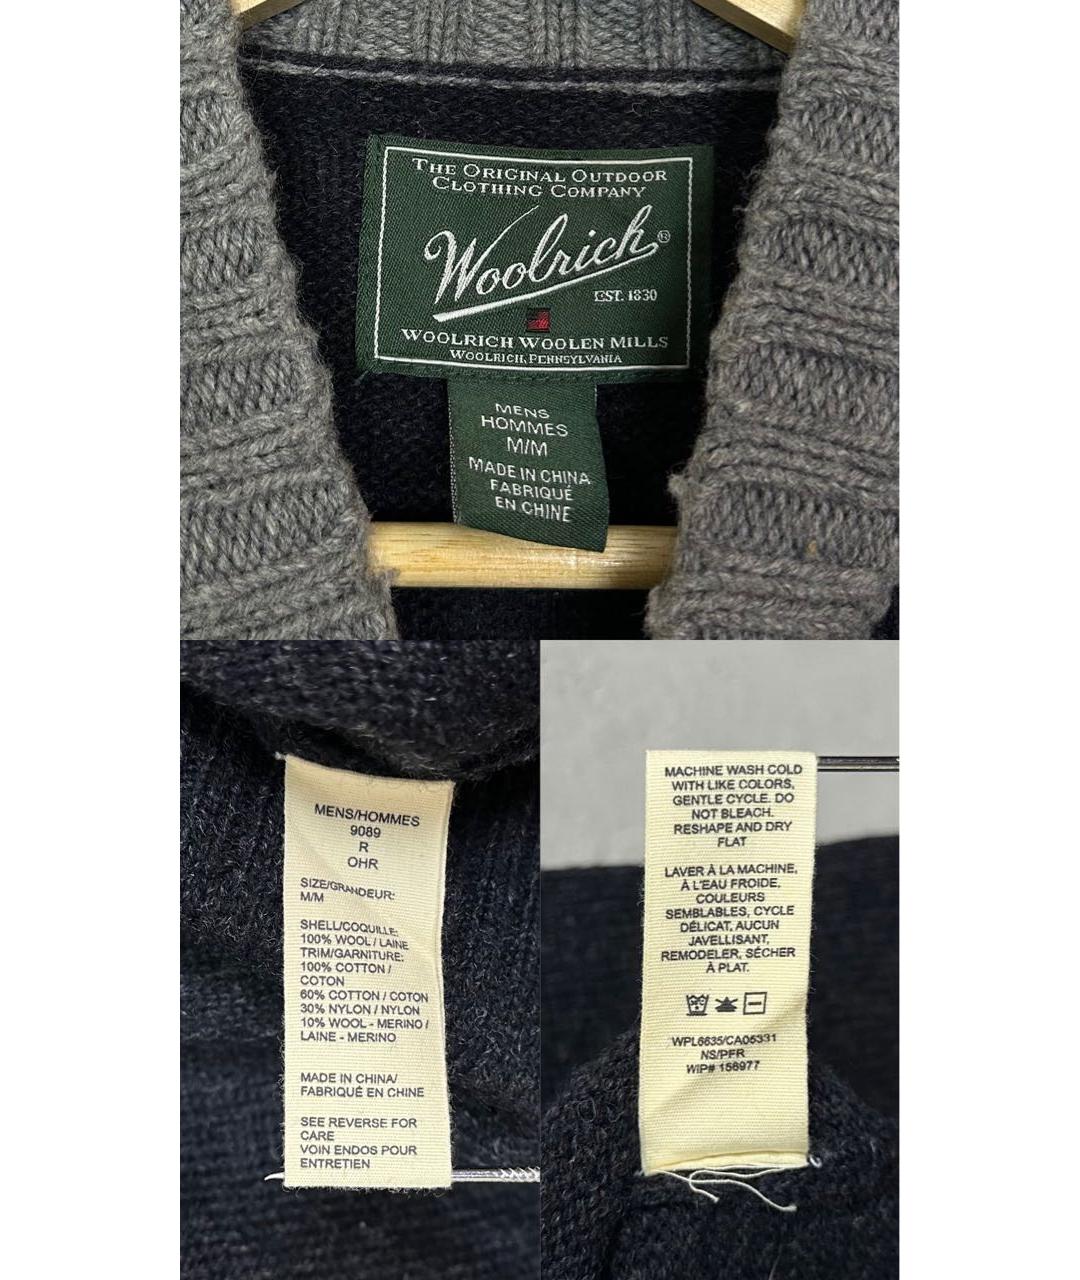 THE ORIGINAL OUTDOOR
CLOTHING COMPANY
Woolrich®
EST. 1830
WOOLRICH WOOLEN MILLS
WOOLRICH, PENNSYLVANIA
MENS
HOMMES
M/M
MADE IN CHINA
FABRIQUÉ
EN CHINE
MENS/HOMMES
9089
R
OHR
SIZE/GRANDEUR:
M/M
SHELL/COQUILLE:
100% WOOL / LAINE
TRIM/GARNITURE:
100% COTTON /
COTON
60% COTTON / COTON
30% NYLON / NYLON
10% WOOL - MERINO /
LAINE - MERINO
MADE IN CHINA/
FABRIQUÉ EN CHINE
SEE REVERSE FOR
CARE
VOIN ENDOS POUR
ENTRETIEN
MACHINE WASH COLD
WITH LIKE COLORS,
GENTLE CYCLE. DO
NOT BLEACH.
RESHAPE AND DRY
FLAT
LAVER À LA MACHINE,
À L'EAU FROIDE,
COULEURS
SEMBLABLES, CYCLE
DÉLICAT, AUCUN
JAVELLISANT,
REMODELER, SÉCHER
À PLAT.
WPL6635/CA05331
NS/PFR
WIP# 156977